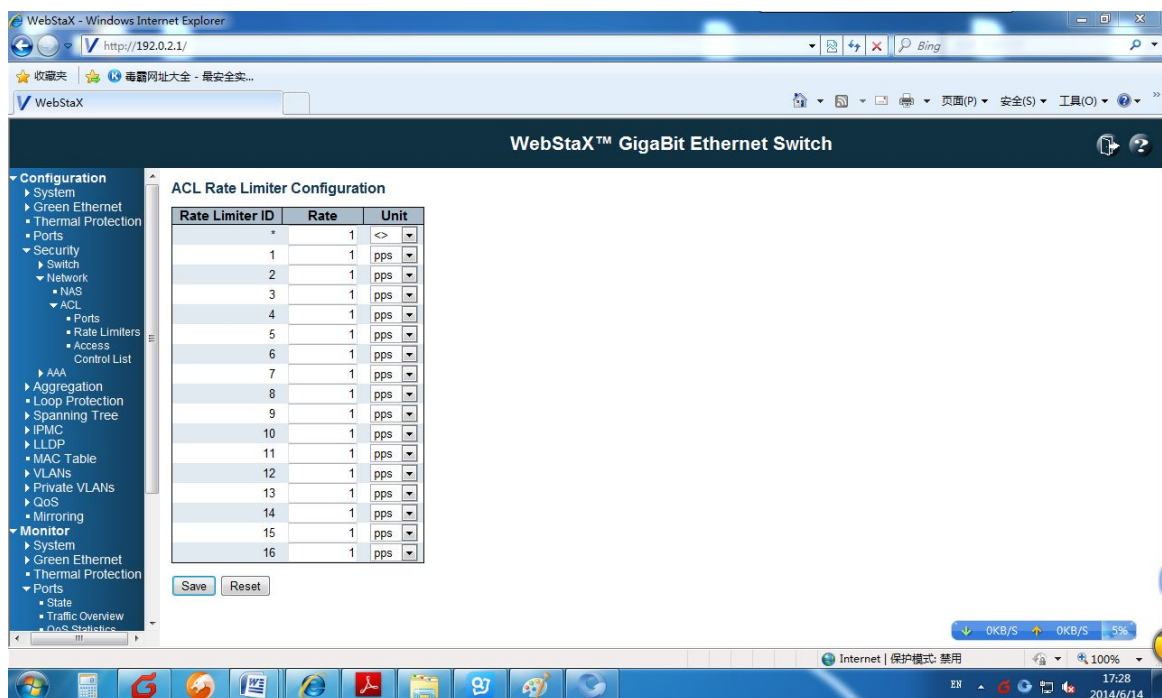 WebStaX - Windows Internet Explorer
http://192.0.2.1/
Bing
收藏夹 毒霸网址大全 - 最安全实...
WebStaX
页面(P) 安全(S) 工具(O) »
WebStaX™ GigaBit Ethernet Switch
Configuration
System
Green Ethernet
Thermal Protection
Ports
Security
Switch
Network
NAS
ACL
Ports
Rate Limiters
Access
Control List
AAA
Aggregation
Loop Protection
Spanning Tree
IPMC
LLDP
MAC Table
VLANs
Private VLANs
QoS
Mirroring
Monitor
System
Green Ethernet
Thermal Protection
Ports
State
Traffic Overview
QoS Statistics
ACL Rate Limiter Configuration
Rate Limiter ID Rate Unit
* 1 <>
1 1 pps
2 1 pps
3 1 pps
4 1 pps
5 1 pps
6 1 pps
7 1 pps
8 1 pps
9 1 pps
10 1 pps
11 1 pps
12 1 pps
13 1 pps
14 1 pps
15 1 pps
16 1 pps
Save Reset
0KB/S 0KB/S 5%
Internet | 保护模式: 禁用 100%
EN 17:28
2014/6/14